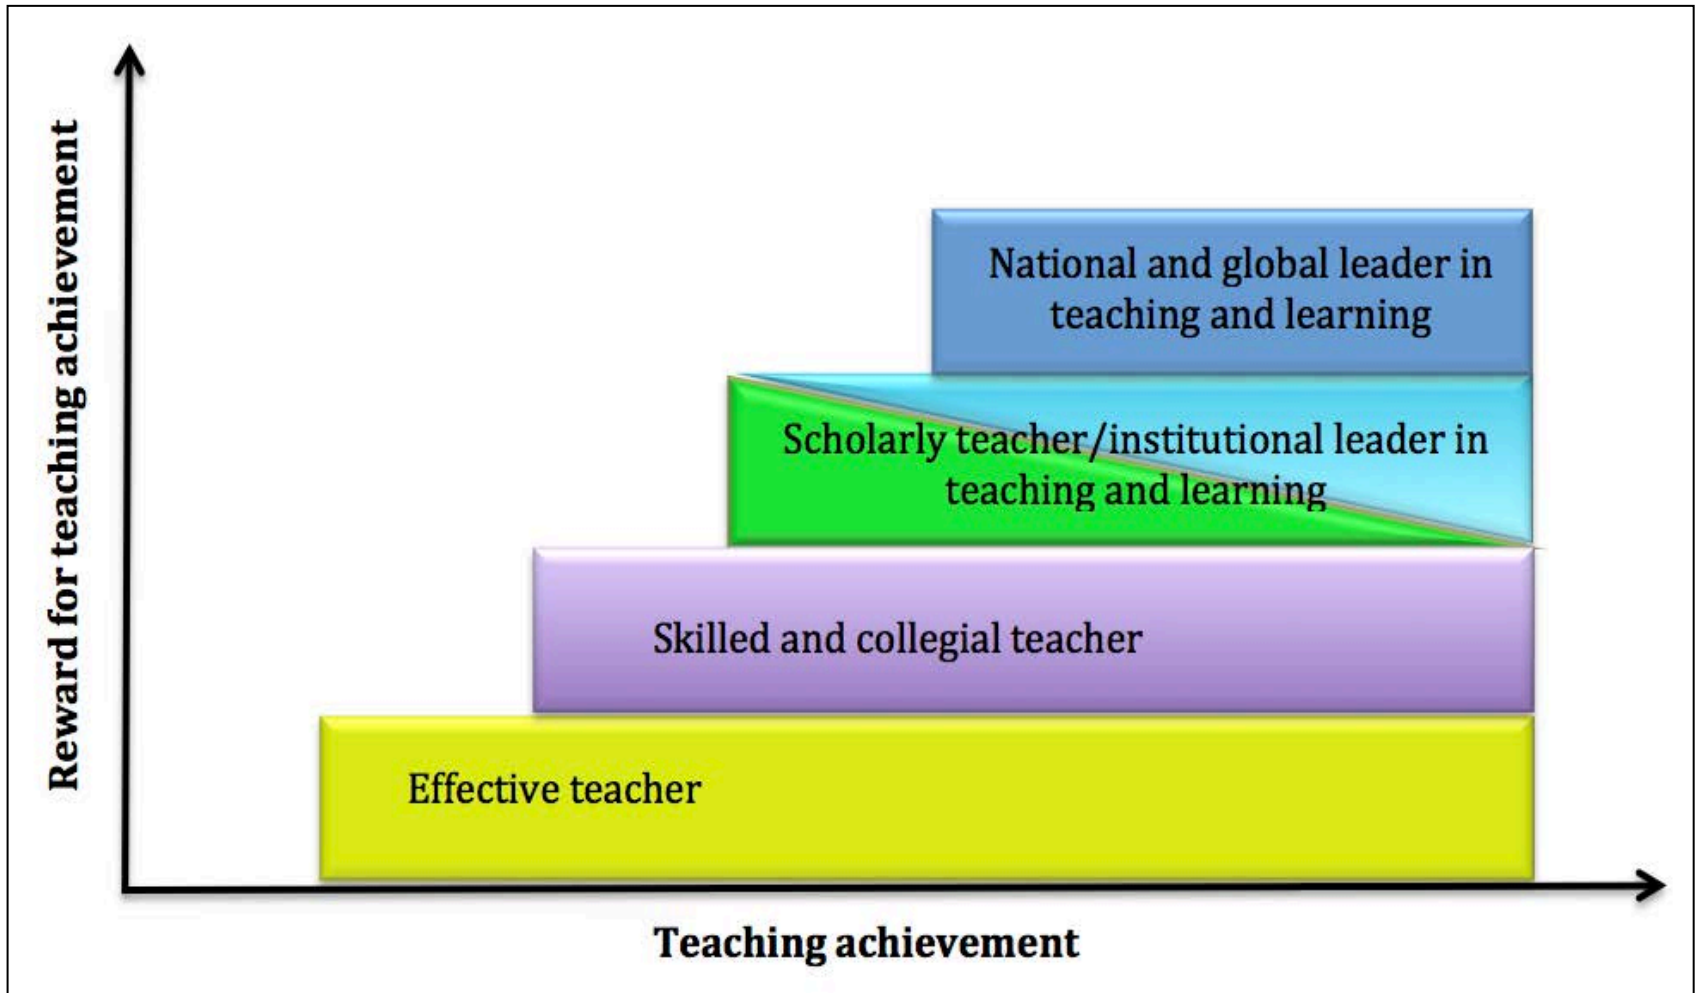 Reward for teaching achievement
National and global leader in
teaching and learning
Scholarly teacher/institutional leader in
teaching and learning
Skilled and collegial teacher
Effective teacher
Teaching achievement